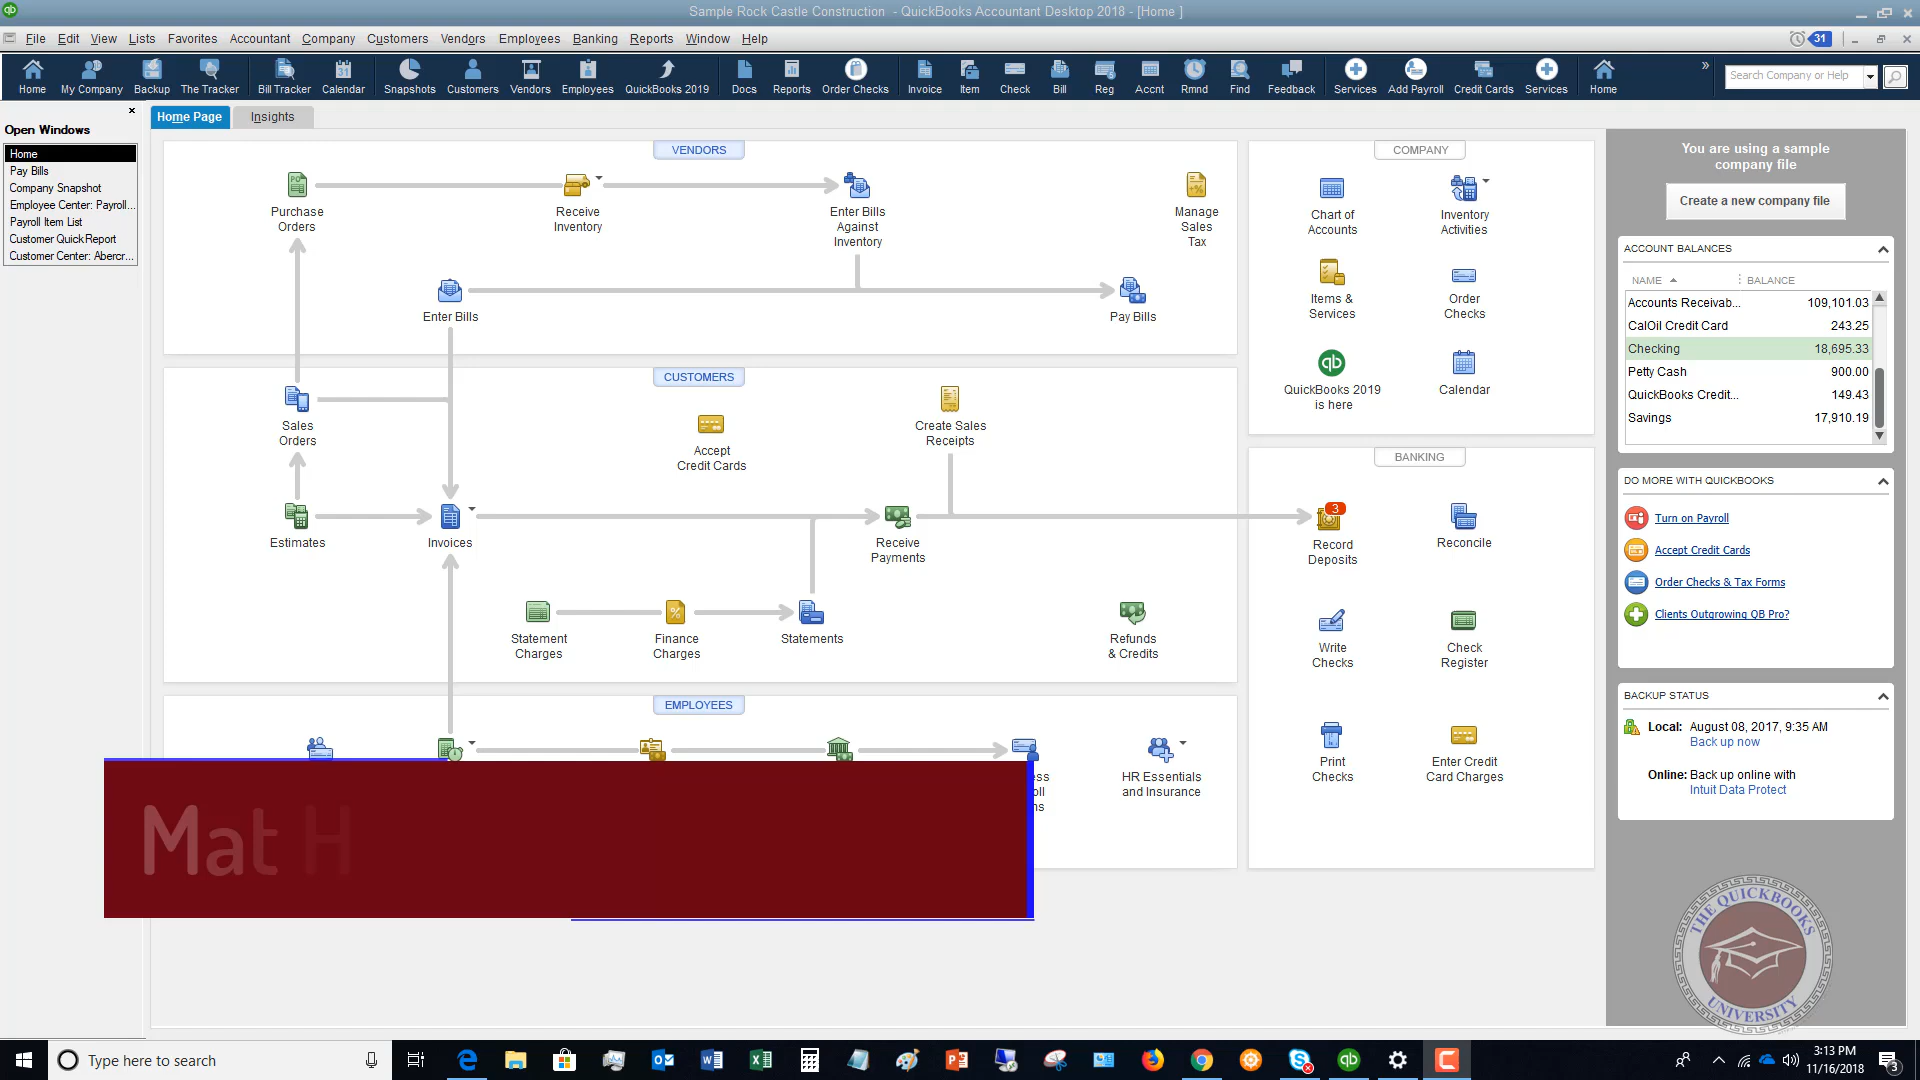 Sample Rock Castle Construction - QuickBooks Accountant Desktop 2018 - [Home ]
File Edit View Lists Favorites Accountant Company Customers Vendors Employees Banking Reports Window Help
31
Home My Company Backup The Tracker Bill Tracker Calendar Snapshots Customers Vendors Employees QuickBooks 2019 Docs Reports Order Checks Invoice Item Check Bill Reg Accnt Rmnd Find Feedback Services Add Payroll Credit Cards Services Home
Search Company or Help
Open Windows
Home
Pay Bills
Company Snapshot
Employee Center: Payroll...
Payroll Item List
Customer QuickReport
Customer Center: Abercr...
Home Page
Insights
VENDORS
Purchase
Orders
Receive
Inventory
Enter Bills
Against
Inventory
Manage
Sales
Tax
Enter Bills
Pay Bills
CUSTOMERS
Sales
Orders
Accept
Credit Cards
Create Sales
Receipts
Estimates
Invoices
Receive
Payments
Statement
Charges
Finance
Charges
Statements
Refunds
& Credits
EMPLOYEES
HR Essentials
and Insurance
Mat H
COMPANY
Chart of
Accounts
Inventory
Activities
Items &
Services
Order
Checks
QuickBooks 2019
is here
Calendar
BANKING
3
Record
Deposits
Reconcile
Write
Checks
Check
Register
Print
Checks
Enter Credit
Card Charges
You are using a sample
company file
Create a new company file
ACCOUNT BALANCES
NAME BALANCE
Accounts Receivab... 109,101.03
CalOil Credit Card 243.25
Checking 18,695.33
Petty Cash 900.00
QuickBooks Credit... 149.43
Savings 17,910.19
DO MORE WITH QUICKBOOKS
Turn on Payroll
Accept Credit Cards
Order Checks & Tax Forms
Clients Outgrowing QB Pro?
BACKUP STATUS
Local: August 08, 2017, 9:35 AM
Back up now
Online: Back up online with
Intuit Data Protect
THE QUICKBOOKS
UNIVERSITY
Type here to search
3:13 PM
11/16/2018
3